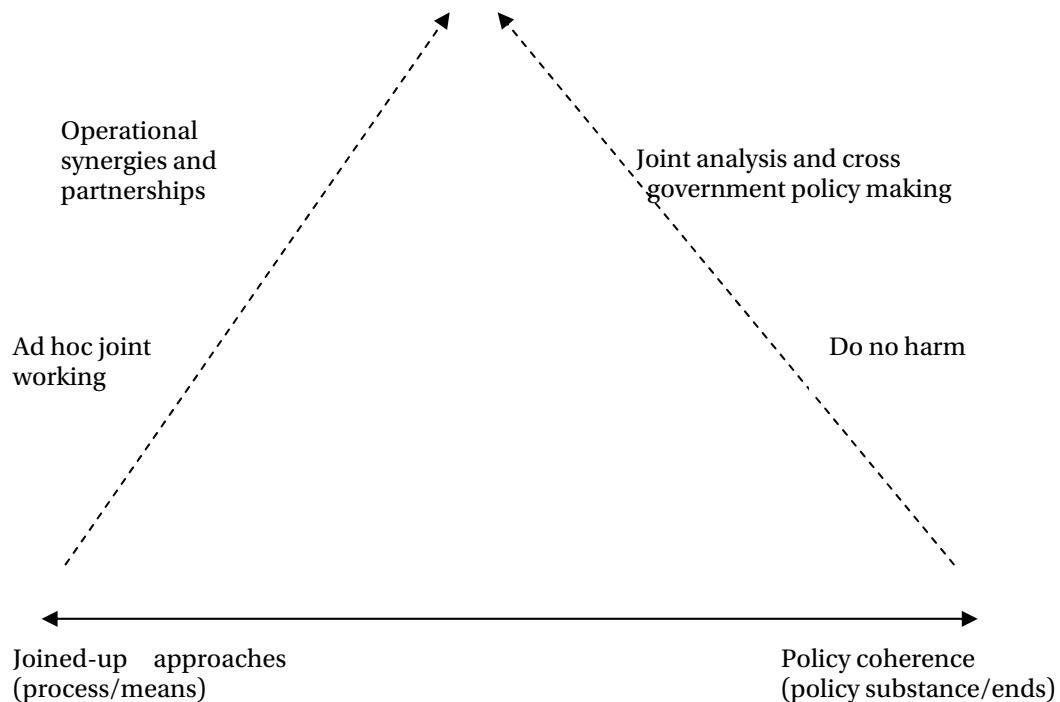 Operational
synergies and
partnerships
Joint analysis and cross
government policy making
Ad hoc joint
working
Do no harm
Joined-up approaches
(process/means)
Policy coherence
(policy substance/ends)